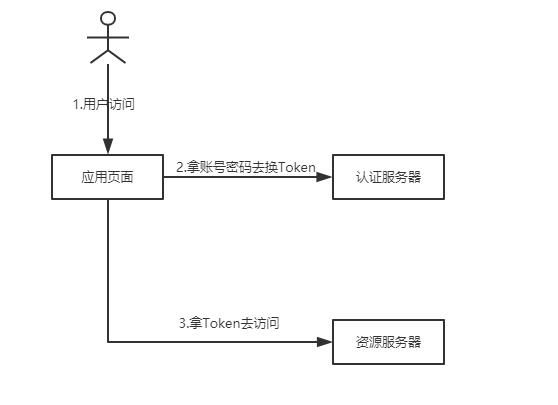 1.用户访问
应用页面
2.拿账号密码去换Token
认证服务器
3.拿Token去访问
资源服务器